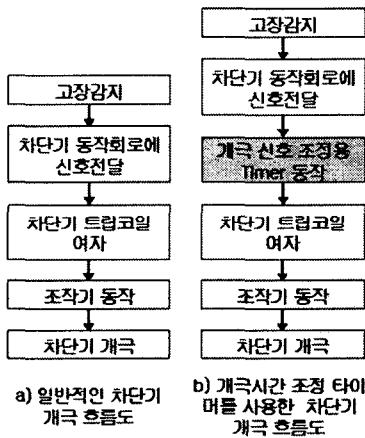 고장감지
차단기 동작회로에
신호전달
차단기 트립코일
여자
조작기 동작
차단기 개극
a) 일반적인 차단기
개극 흐름도
고장감지
차단기 동작회로에
신호전달
개극 신호 조정용
Timer 동작
차단기 트립코일
여자
조작기 동작
차단기 개극
b) 개극시간 조정 타이
머를 사용한 차단기
개극 흐름도